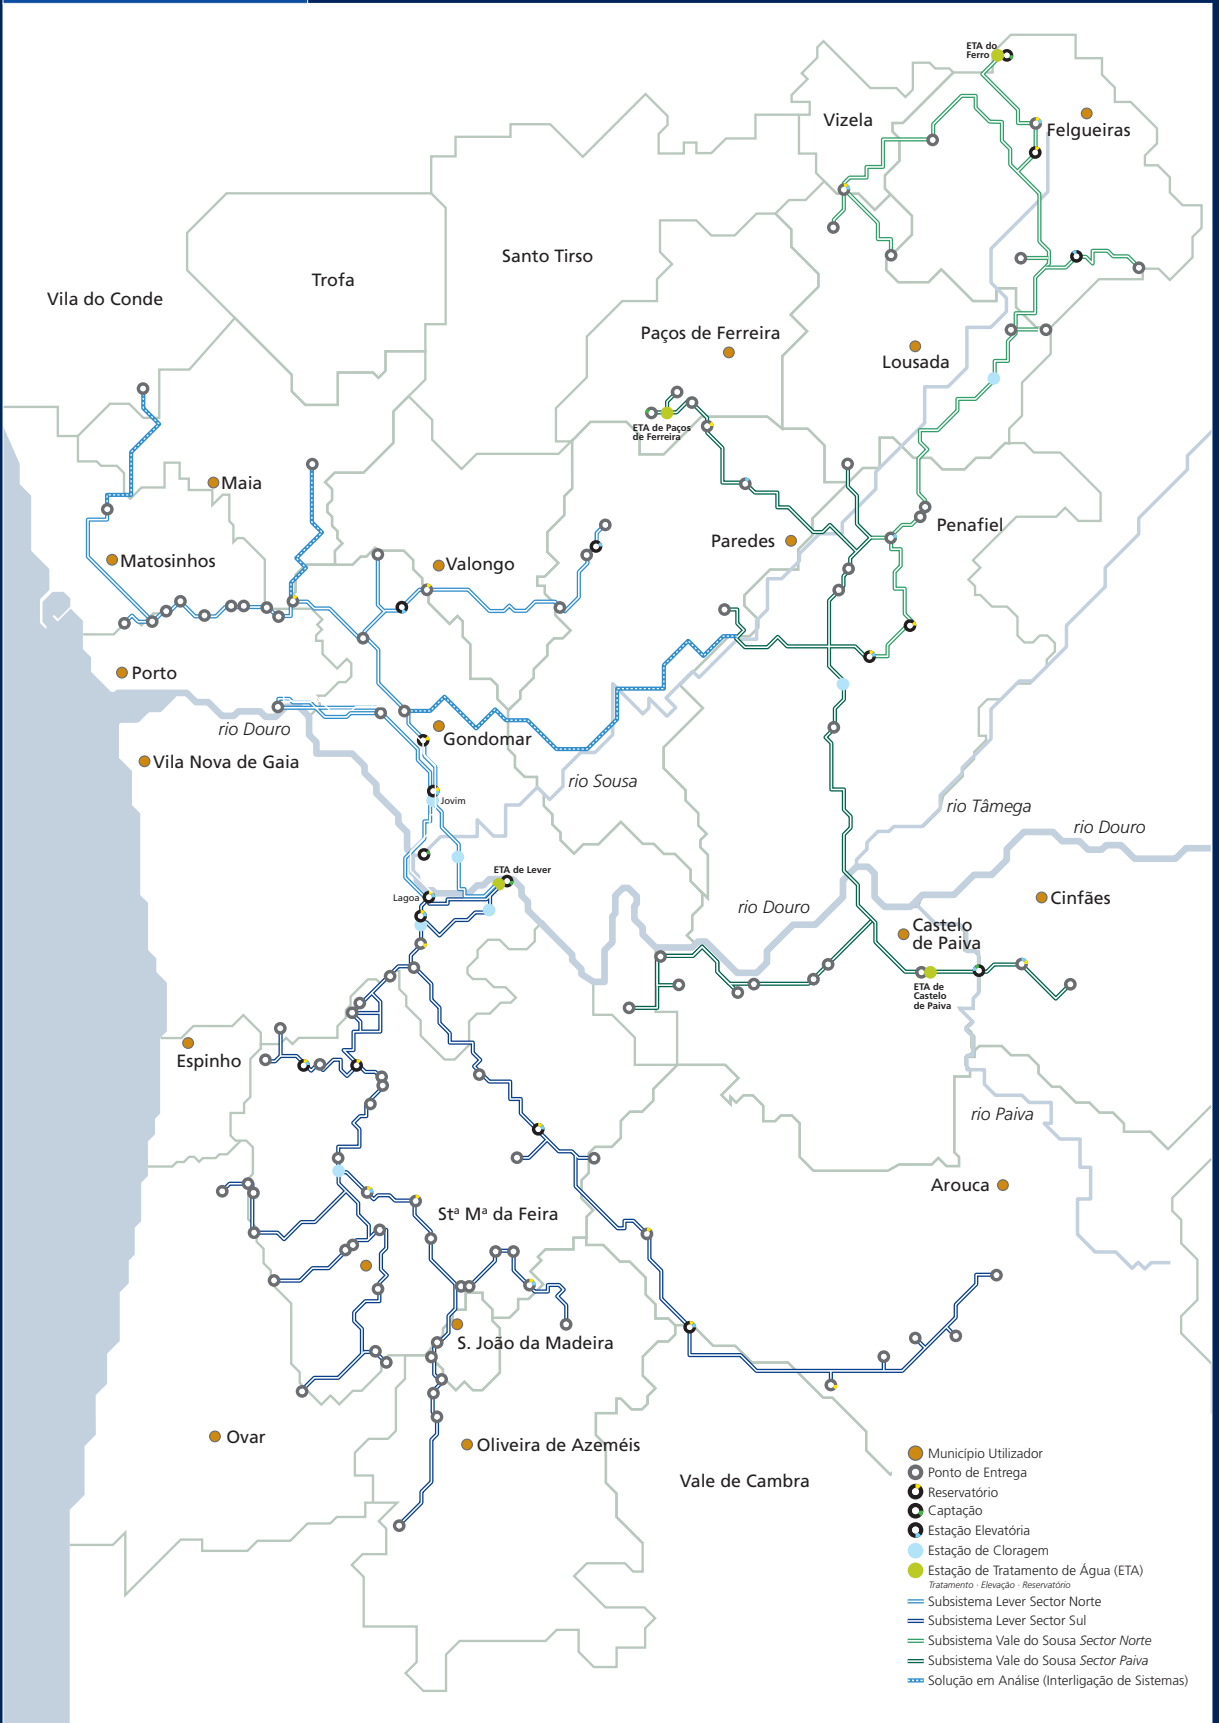 ETA do
Ferro
Vizela
Felgueiras
Santo Tirso
Trofa
Vila do Conde
Paços de Ferreira
Lousada
ETA de Paços
de Ferreira
Maia
Penafiel
Paredes
Matosinhos
Valongo
Porto
rio Douro
Gondomar
Vila Nova de Gaia
rio Sousa
Jovim
rio Tâmega
rio Douro
ETA de Lever
Lagoa
rio Douro
Cinfães
Castelo
de Paiva
ETA de
Castelo
de Paiva
Espinho
rio Paiva
Arouca
Stª Mª da Feira
S. João da Madeira
Ovar
Oliveira de Azeméis
Vale de Cambra
Município Utilizador
Ponto de Entrega
Reservatório
Captação
Estação Elevatória
Estação de Cloragem
Estação de Tratamento de Água (ETA)
Tratamento · Elevação · Reservatório
Subsistema Lever Sector Norte
Subsistema Lever Sector Sul
Subsistema Vale do Sousa Sector Norte
Subsistema Vale do Sousa Sector Paiva
Solução em Análise (Interligação de Sistemas)